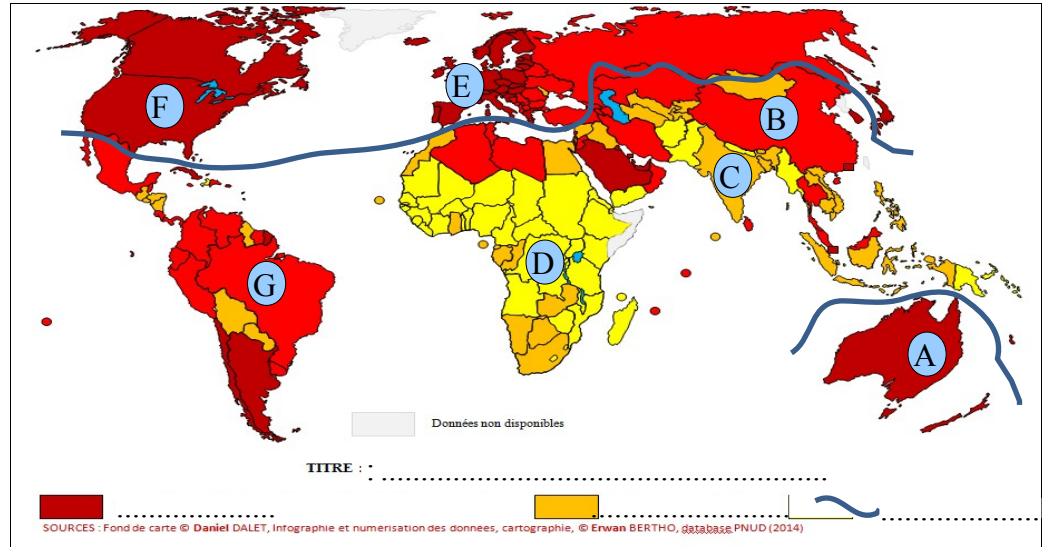 F
E
B
C
D
G
A
Données non disponibles
TITRE : ……………………………………………
……………………
……………………
……………………
SOURCES : Fond de carte © Daniel DALET, Infographie et numerisation des données, cartographie, © Erwan BERTHO, database PNUD (2014)